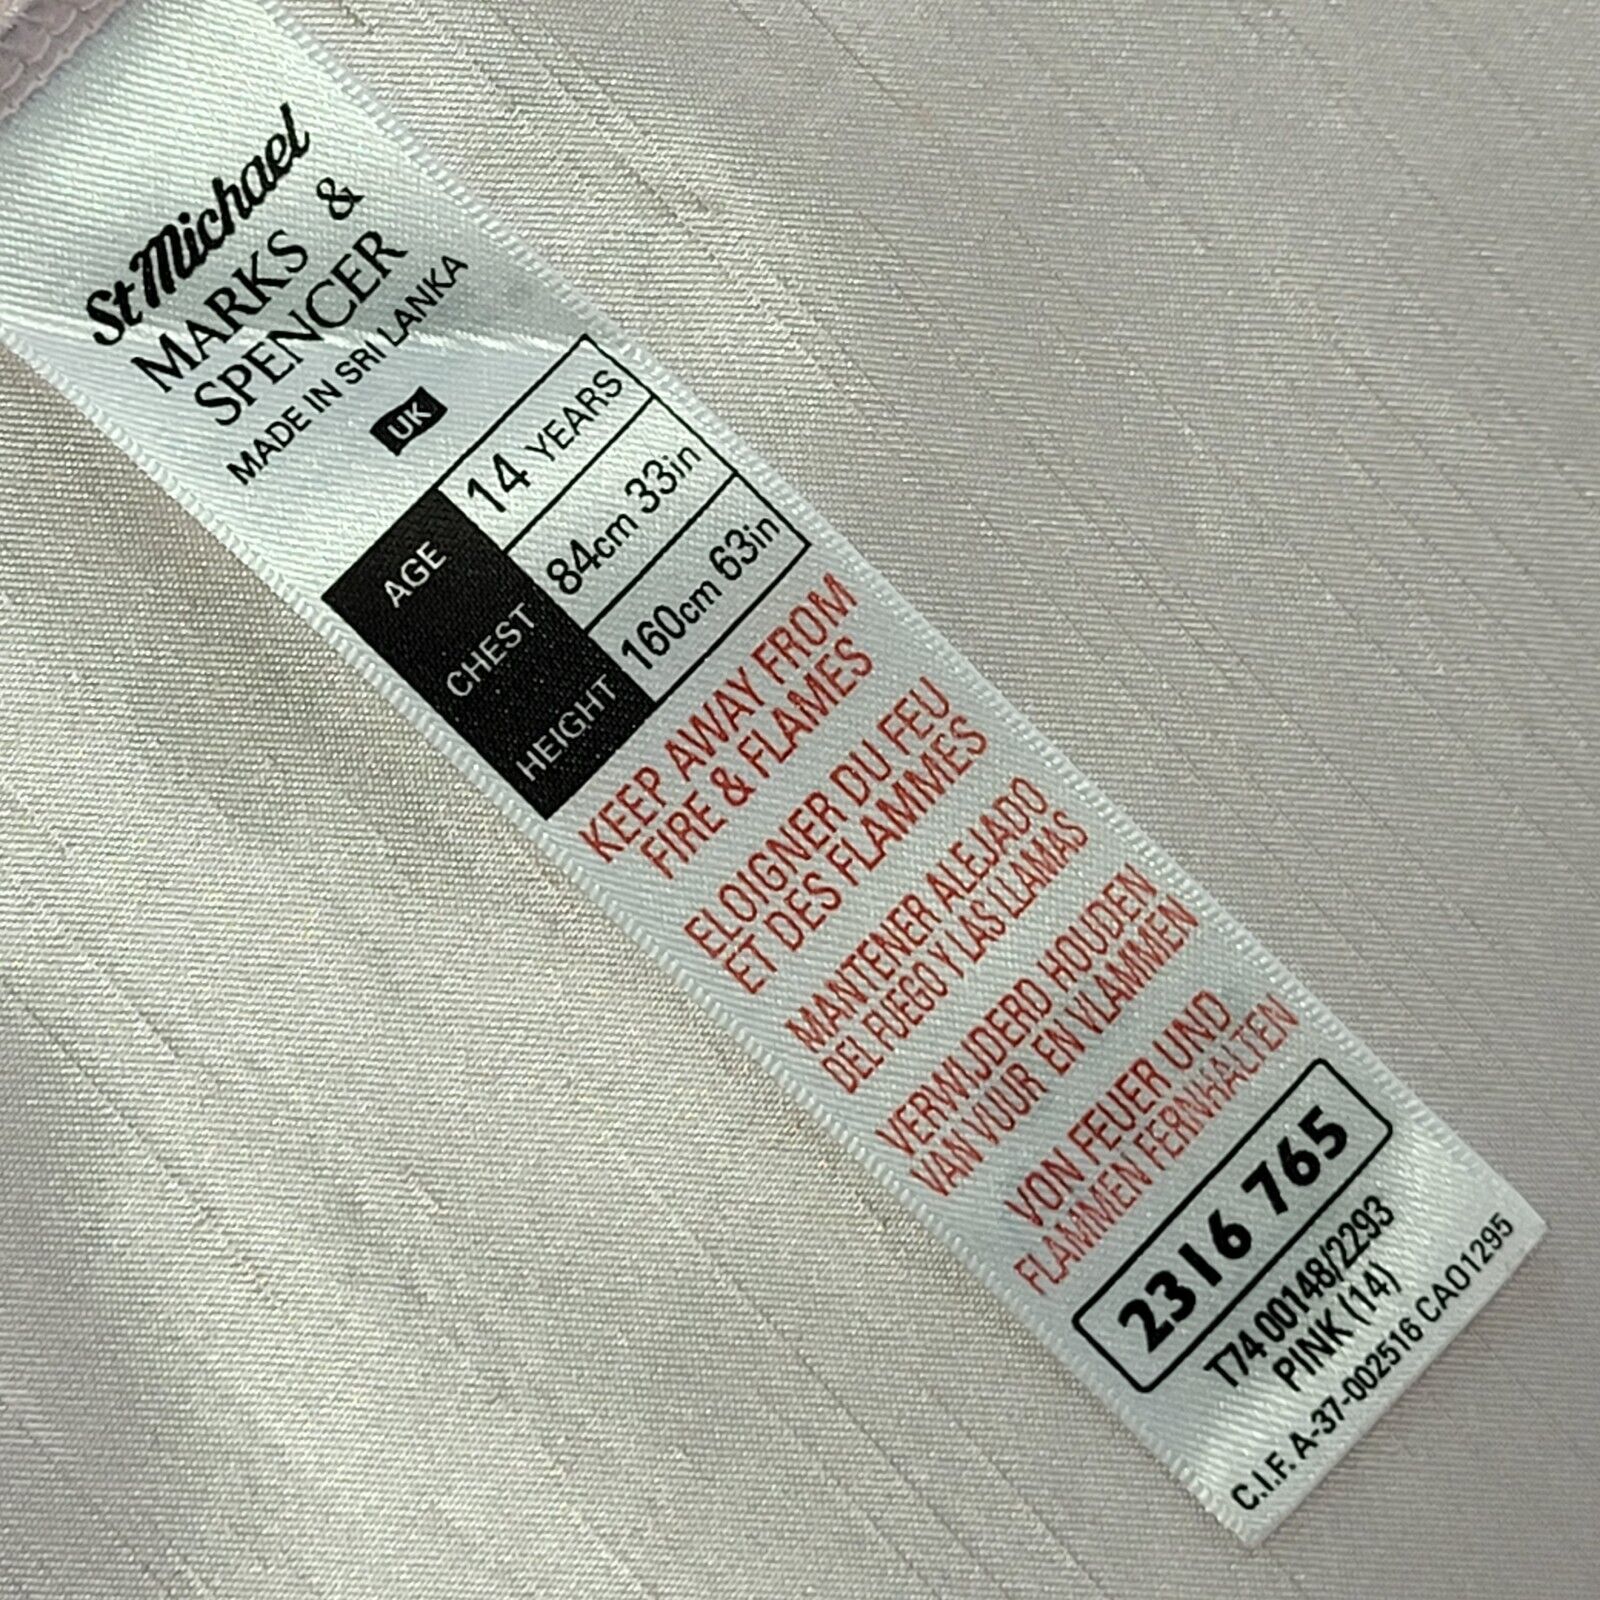 St Michael
MARKS &
SPENCER
MADE IN SRI LANKA
UK
AGE 14 YEARS
CHEST 84cm 33in
HEIGHT 160cm 63in
KEEP AWAY FROM
FIRE & FLAMES
ELOIGNER DU FEU
ET DES FLAMMES
MANTENER ALEJADO
DEL FUEGO Y LAS LLAMAS
VERWIJDERD HOUDEN
VAN VUUR EN VLAMMEN
VON FEUER UND
FLAMMEN FERNHALTEN
2316 765
T74 00148/2293
PINK (14)
C.I.F. A-37-002516 CA01295